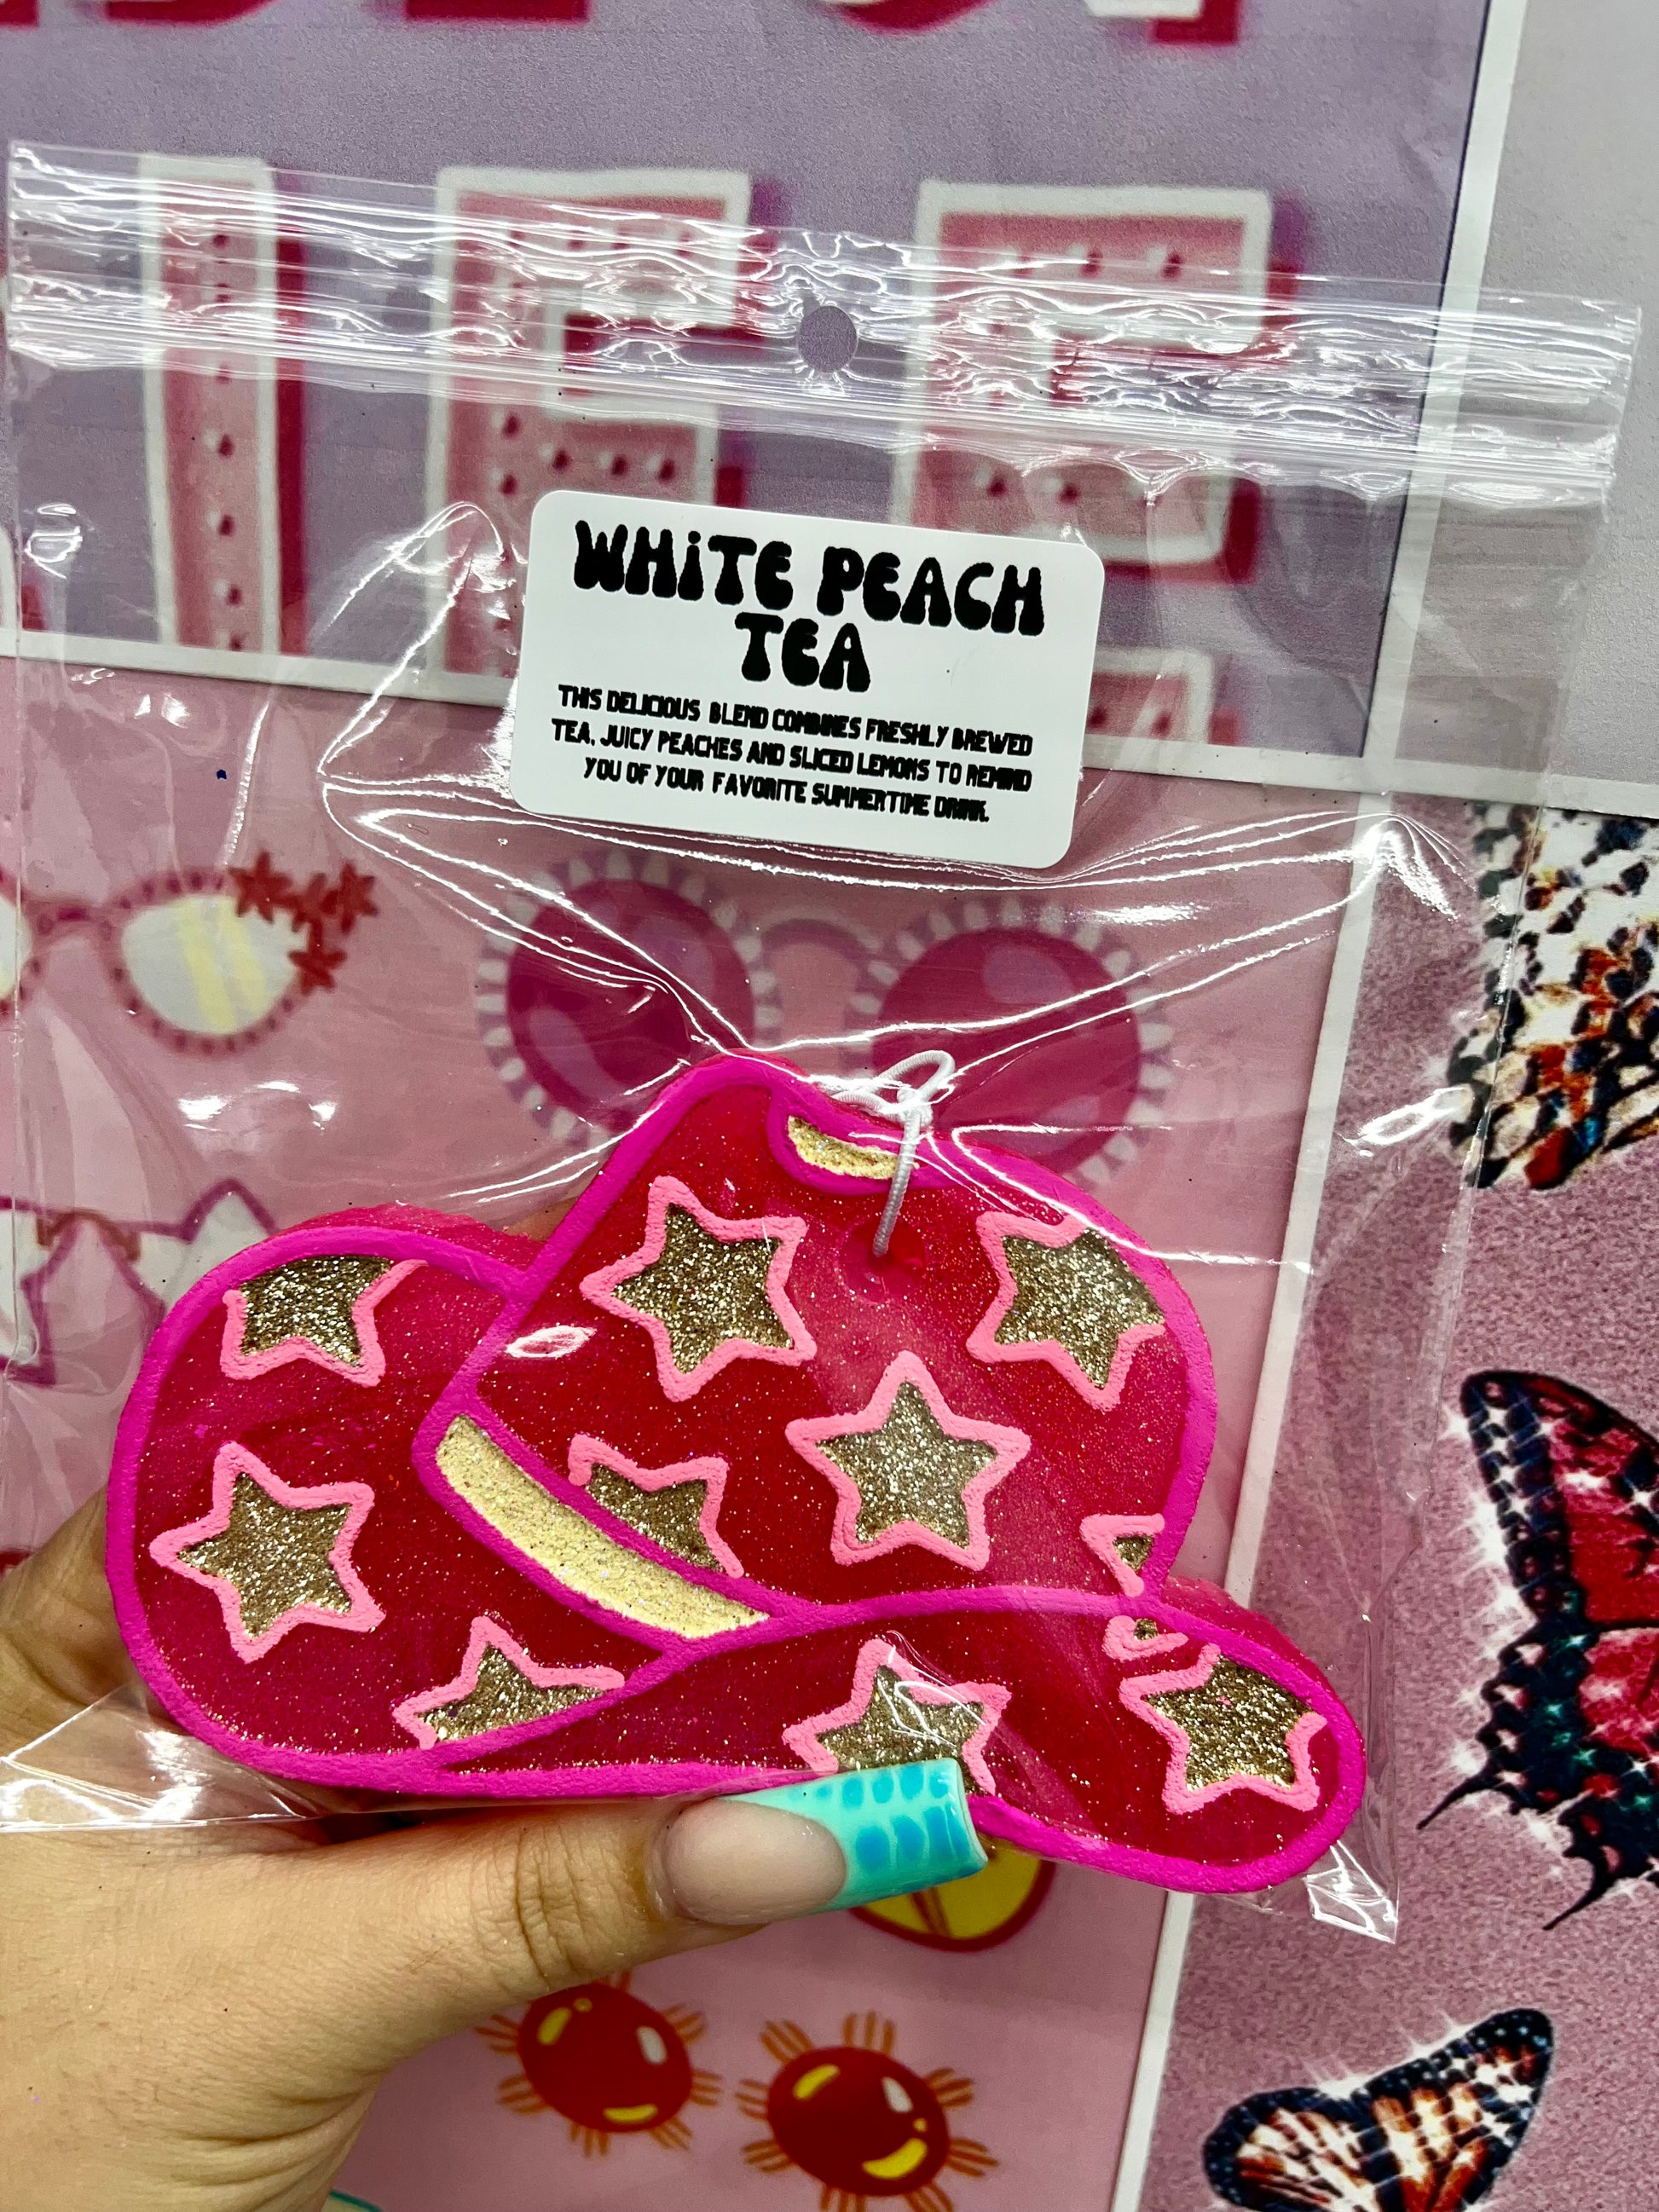 WHiTE PEACH
TEA
THIS DELICIOUS BLEND COMBINES FRESHLY BREWED
TEA, JUICY PEACHES AND SLICED LEMONS TO REMIND
YOU OF YOUR FAVORITE SUMMERTIME DRINK.